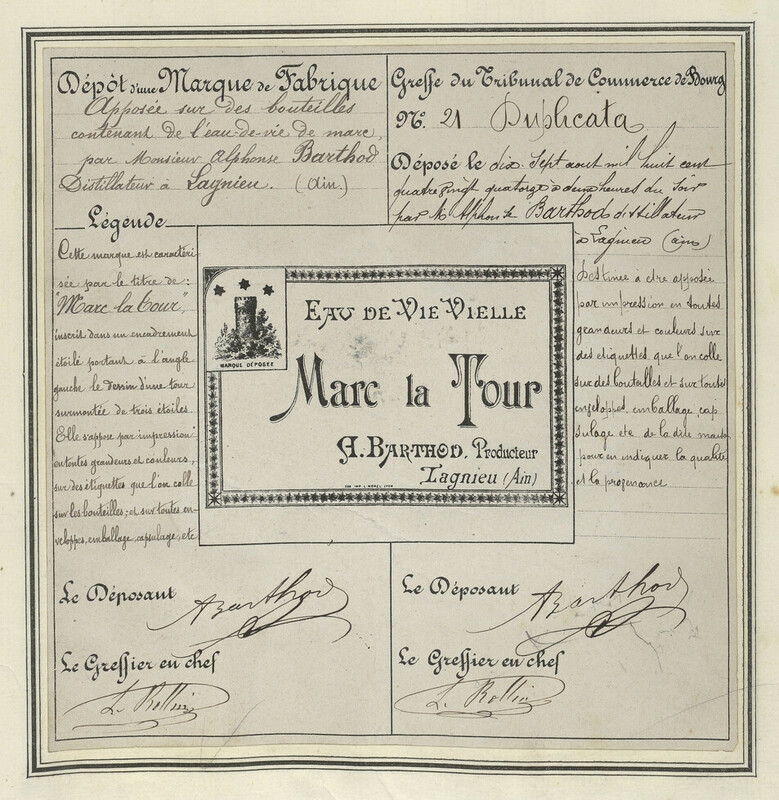 Dépôt d'une Marque de Fabrique
Apposée sur des bouteilles
contenant de l'eau-de-vie de marc
par Monsieur Alphonse Barthod
Distillateur à Lagnieu. (Ain.)
Légende
Cette marque est caractéri
sée par le titre de:
"Marc la Tour",
inscrit dans un encadrement
étoilé portant à l'angle
gauche le dessin d'une tour
surmontée de trois étoiles.
Elle s'appose par impression
en toutes grandeurs et couleurs,
sur des étiquettes que l'on colle
sur les bouteilles; et sur toutes en-
veloppes, emballage, capsulage, etc
Greffe du Tribunal de Commerce de Bourg
N°. 21 Duplicata
Déposé le dix sept aout mil huit cent
quatre vingt quatorze à deux heures du soir
par M. Alphonse Barthod distillateur
à Lagnieu (ain)
Destinée à être apposée
par impression en toutes
grandeurs et couleurs sur
des étiquettes que l'on colle
sur des bouteilles et sur toutes
enveloppes, emballage, cap
sulage etc de la dite marque
pour en indiquer la qualité
et la provenance
MARQUE DÉPOSÉE
EAU DE VIE VIELLE
Marc la Tour
A. BARTHOD, Producteur
Lagnieu (Ain)
Le Déposant
ABarthod
Le Greffier en chef
L. Rollin
Le Déposant
ABarthod
Le Greffier en chef
L. Rollin